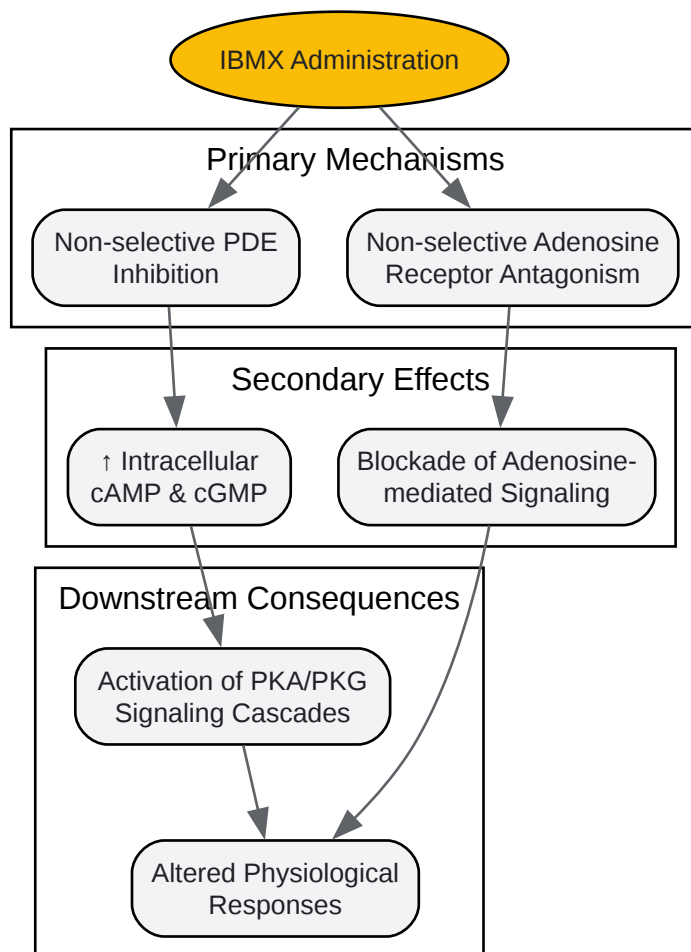 IBMX Administration
Primary Mechanisms
Non-selective PDE
Inhibition
Non-selective Adenosine
Receptor Antagonism
Secondary Effects
↑ Intracellular
cAMP & cGMP
Blockade of Adenosine-
mediated Signaling
Downstream Consequences
Activation of PKA/PKG
Signaling Cascades
Altered Physiological
Responses